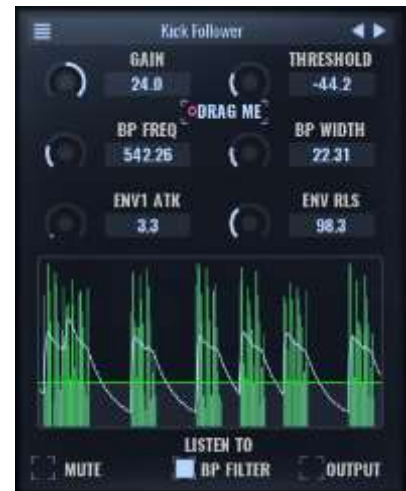 Kick Follower
GAIN THRESHOLD
24.0 -44.2
DRAG ME
BP FREQ BP WIDTH
542.26 22.31
ENV1 ATK ENV RLS
3.3 98.3
LISTEN TO
MUTE BP FILTER OUTPUT